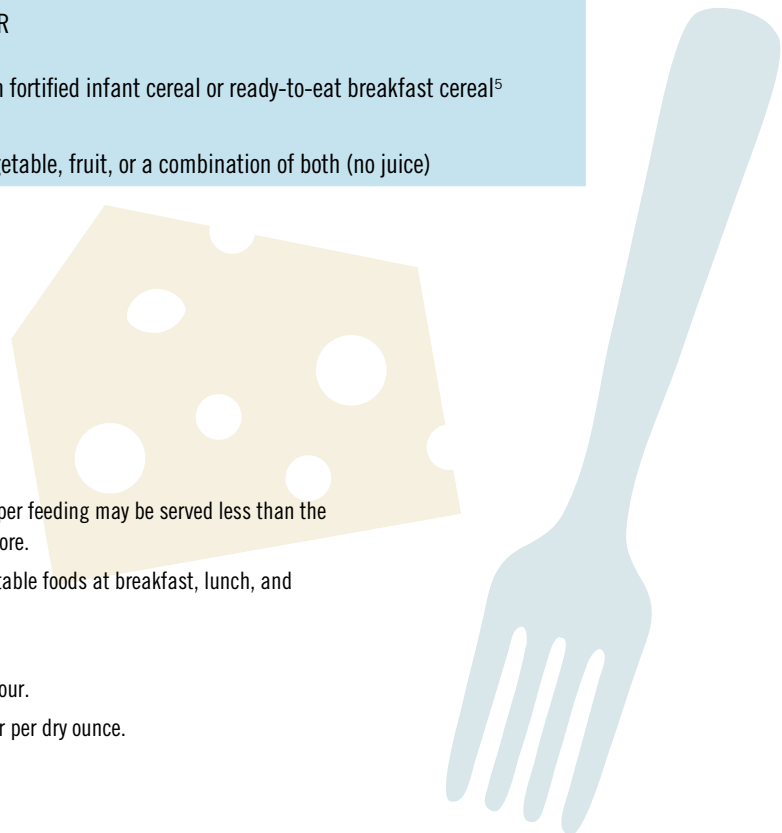 R
n fortified infant cereal or ready-to-eat breakfast cereal⁵
getable, fruit, or a combination of both (no juice)
per feeding may be served less than the
ore.
table foods at breakfast, lunch, and
our.
r per dry ounce.